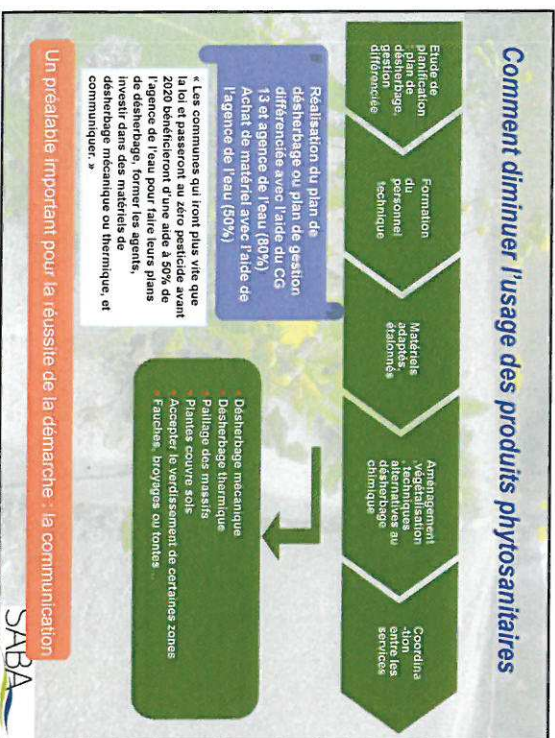 Comment diminuer l'usage des produits phytosanitaires
Etude de
planification
: plan de
désherbage,
gestion
différenciée
Formation
du
personnel
technique
Matériels
adaptés,
étalonnés
Aménagement
,végétalisation
,techniques
alternatives au
désherbage
chimique
Coordina
-tion
entre les
services
Réalisation du plan de
désherbage ou plan de gestion
différenciée avec l'aide du CG
13 et agence de l'eau (80%)
Achat de matériel avec l'aide de
l'agence de l'eau (50%)
Désherbage mécanique
• Désherbage thermique
• Paillage des massifs
• Plantes couvre sols
• Accepter le verdissement de certaines zones
• Fauches, broyages ou tontes
« Les communes qui iront plus vite que
la loi et passeront au zéro pesticide avant
2020 bénéficieront d'une aide à 50% de
l'agence de l'eau pour faire leurs plans
de désherbage, former les agents,
investir dans des matériels de
désherbage mécanique ou thermique, et
communiquer. »
Un préalable important pour la réussite de la démarche : la communication
SABA